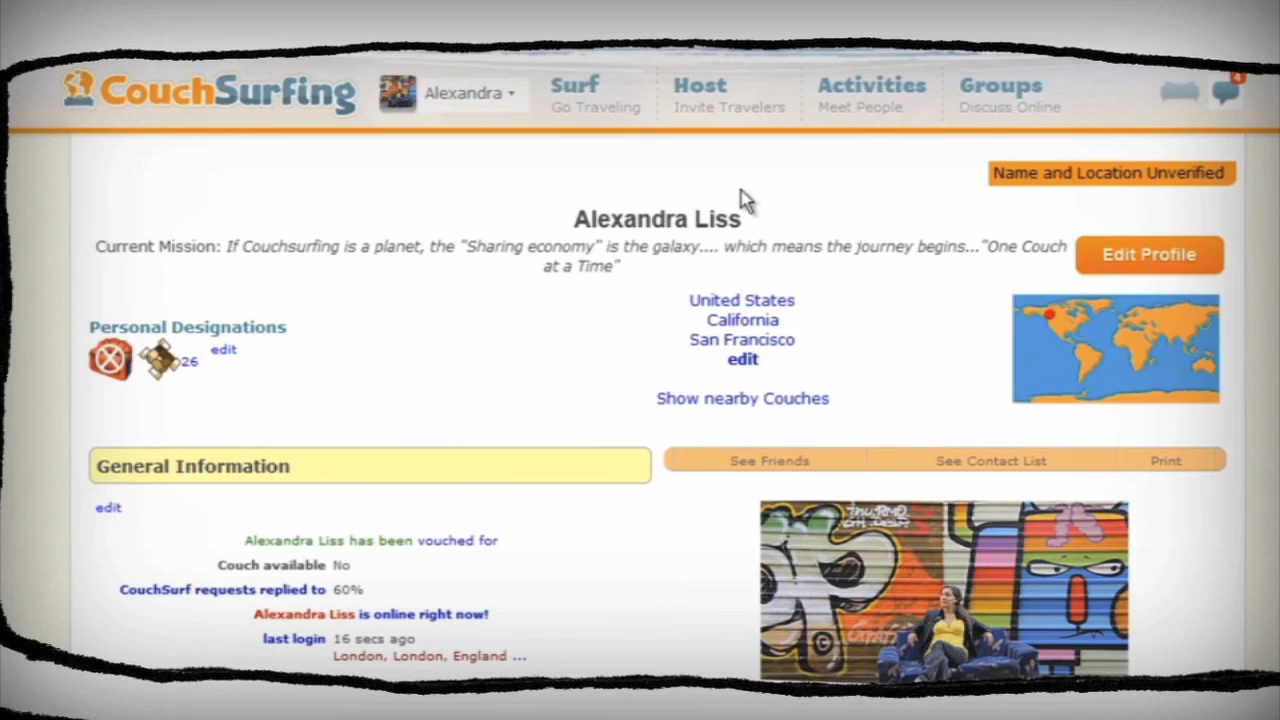 CouchSurfing
Alexandra
Surf
Go Traveling
Host
Invite Travelers
Activities
Meet People
Groups
Discuss Online
4
Name and Location Unverified
Alexandra Liss
Current Mission: If Couchsurfing is a planet, the "Sharing economy" is the galaxy.... which means the journey begins..."One Couch
at a Time"
Edit Profile
United States
California
San Francisco
edit
Show nearby Couches
Personal Designations
26 edit
General Information
See Friends See Contact List Print
edit
Alexandra Liss has been vouched for
Couch available No
CouchSurf requests replied to 60%
Alexandra Liss is online right now!
last login 16 secs ago
London, London, England ...